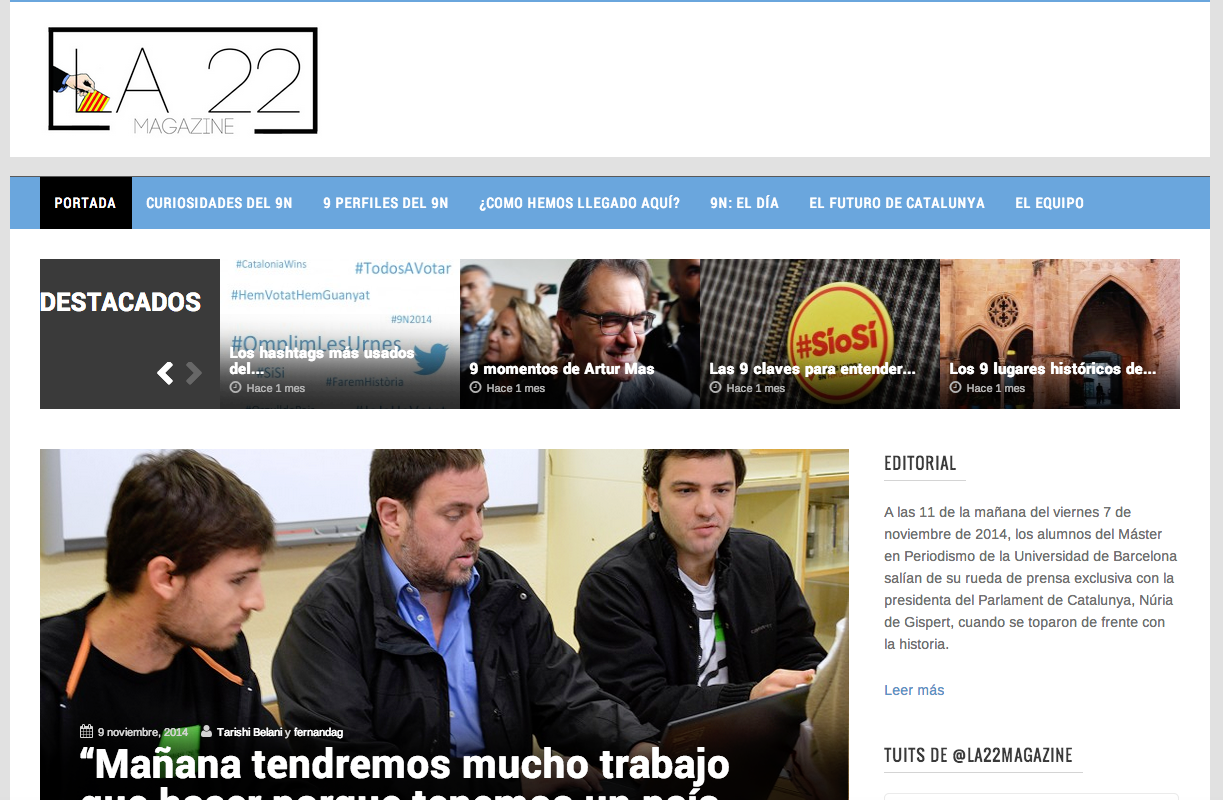 LA 22
MAGAZINE
PORTADA
CURIOSIDADES DEL 9N
9 PERFILES DEL 9N
¿COMO HEMOS LLEGADO AQUÍ?
9N: EL DÍA
EL FUTURO DE CATALUNYA
EL EQUIPO
DESTACADOS
#CataloniaWins
#TodosAVotar
#HemVotatHemGuanyat
#9N2014
#OmplimLesUrnes
#FaremHistòria
Los hashtags más usados
del...
Hace 1 mes
9 momentos de Artur Mas
Hace 1 mes
#SíoSí
Las 9 claves para entender...
Hace 1 mes
Los 9 lugares históricos de...
Hace 1 mes
9 noviembre, 2014 Tarishi Belani y fernandag
“Mañana tendremos mucho trabajo
que hacer porque tenemos un país
EDITORIAL
A las 11 de la mañana del viernes 7 de
noviembre de 2014, los alumnos del Máster
en Periodismo de la Universidad de Barcelona
salían de su rueda de prensa exclusiva con la
presidenta del Parlament de Catalunya, Núria
de Gispert, cuando se toparon de frente con
la historia.
Leer más
TUITS DE @LA22MAGAZINE